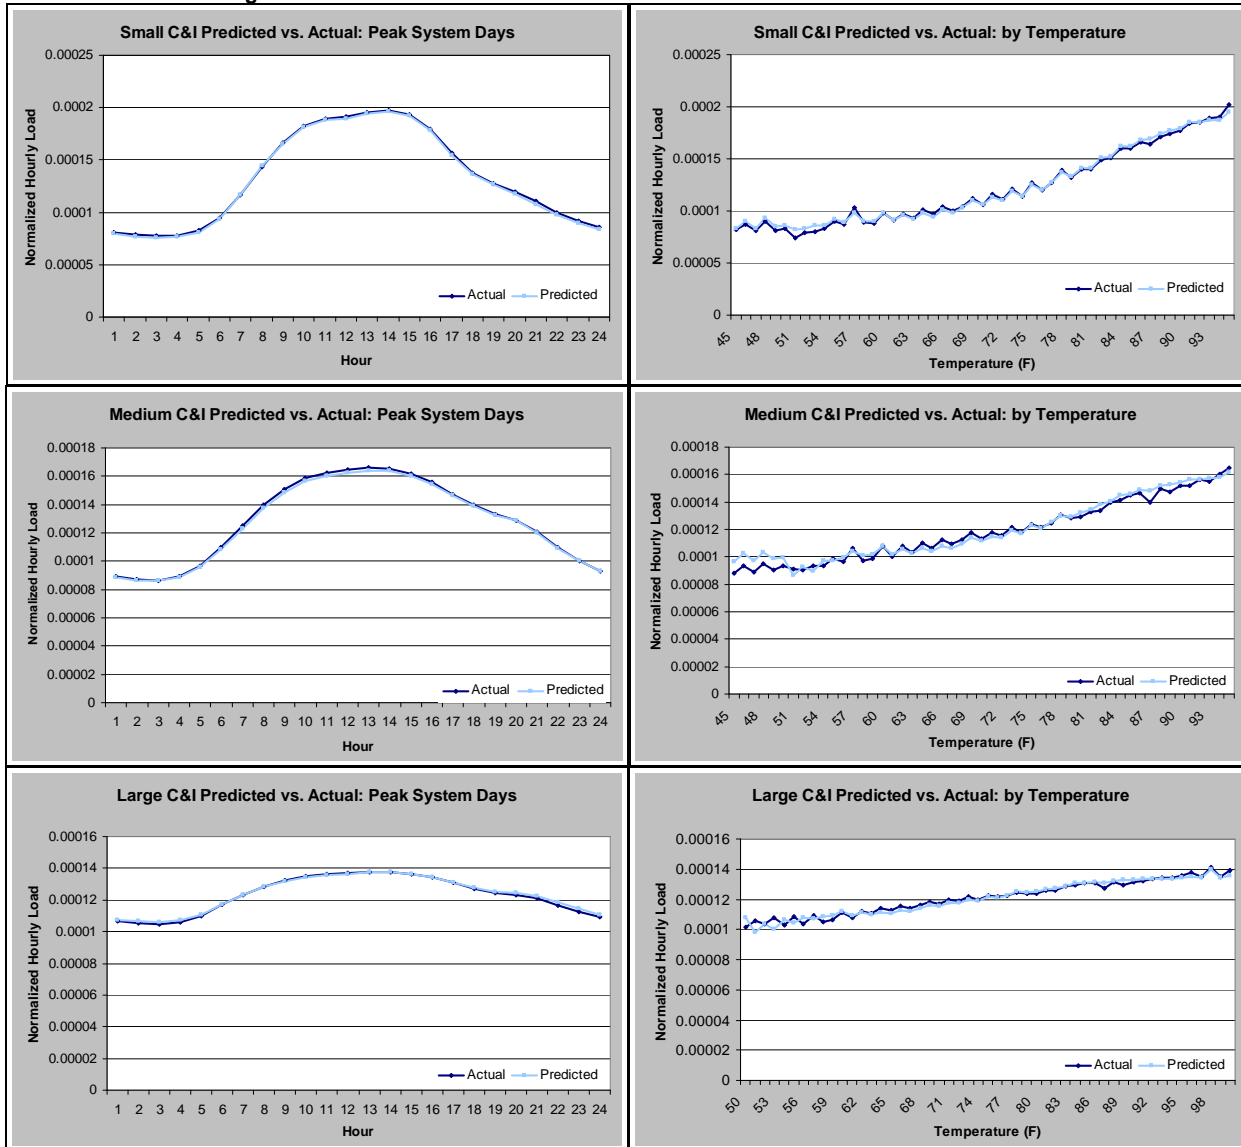 Small C&I Predicted vs. Actual: Peak System Days
Normalized Hourly Load
0.00025
0.0002
0.00015
0.0001
0.00005
0
Actual Predicted
1 2 3 4 5 6 7 8 9 10 11 12 13 14 15 16 17 18 19 20 21 22 23 24
Hour
Small C&I Predicted vs. Actual: by Temperature
Normalized Hourly Load
0.00025
0.0002
0.00015
0.0001
0.00005
0
Actual Predicted
45 48 51 54 57 60 63 66 69 72 75 78 81 84 87 90 93
Temperature (F)
Medium C&I Predicted vs. Actual: Peak System Days
Normalized Hourly Load
0.00018
0.00016
0.00014
0.00012
0.0001
0.00008
0.00006
0.00004
0.00002
0
Actual Predicted
1 2 3 4 5 6 7 8 9 10 11 12 13 14 15 16 17 18 19 20 21 22 23 24
Hour
Medium C&I Predicted vs. Actual: by Temperature
Normalized Hourly Load
0.00018
0.00016
0.00014
0.00012
0.0001
0.00008
0.00006
0.00004
0.00002
0
Actual Predicted
45 48 51 54 57 60 63 66 69 72 75 78 81 84 87 90 93
Temperature (F)
Large C&I Predicted vs. Actual: Peak System Days
Normalized Hourly Load
0.00016
0.00014
0.00012
0.0001
0.00008
0.00006
0.00004
0.00002
0
Actual Predicted
1 2 3 4 5 6 7 8 9 10 11 12 13 14 15 16 17 18 19 20 21 22 23 24
Hour
Large C&I Predicted vs. Actual: by Temperature
Normalized Hourly Load
0.00016
0.00014
0.00012
0.0001
0.00008
0.00006
0.00004
0.00002
0
Actual Predicted
50 53 56 59 62 65 68 71 74 77 80 83 86 89 92 95 98
Temperature (F)